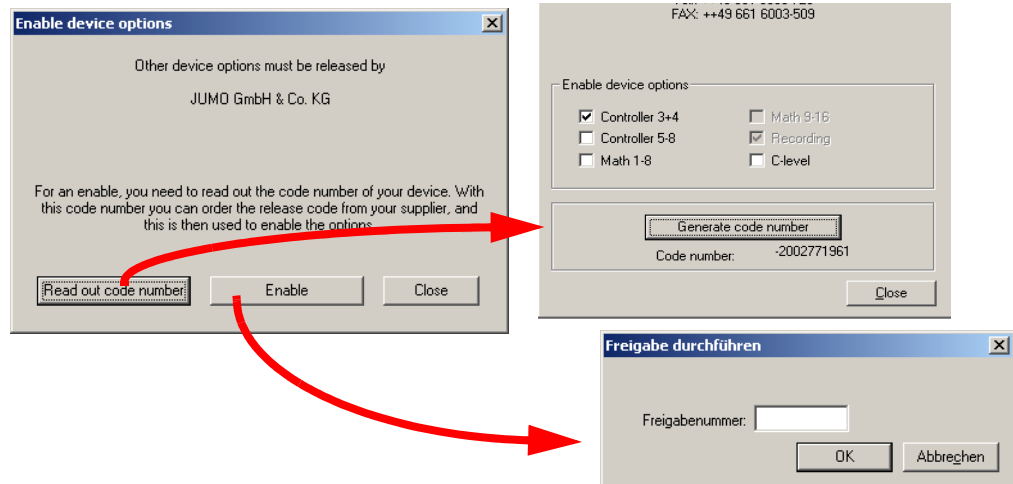 Enable device options
Other device options must be released by
JUMO GmbH & Co. KG
For an enable, you need to read out the code number of your device. With
this code number you can order the release code from your supplier, and
this is then used to enable the options.
Read out code number
Enable
Close
FAX: ++49 661 6003-509
Enable device options
Controller 3+4
Math 9-16
Controller 5-8
Recording
Math 1-8
C-level
Generate code number
Code number: -2002771961
Close
Freigabe durchführen
Freigabenummer:
OK
Abbrechen